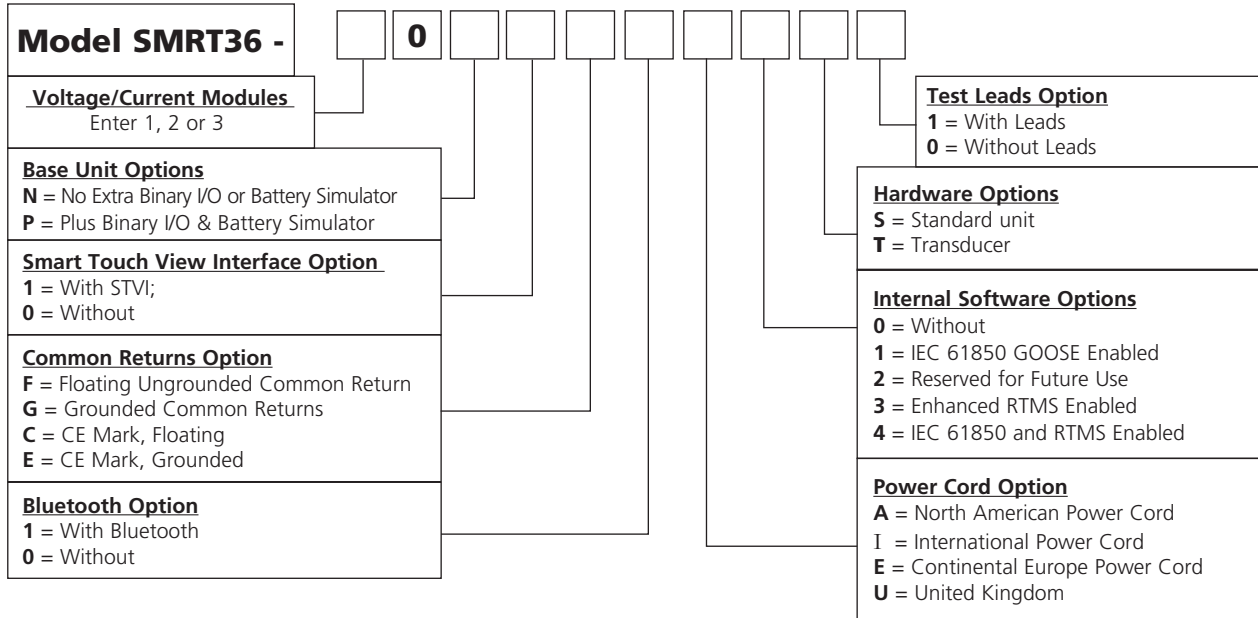 Model SMRT36 -
0
Voltage/Current Modules
Enter 1, 2 or 3
Base Unit Options
N = No Extra Binary I/O or Battery Simulator
P = Plus Binary I/O & Battery Simulator
Smart Touch View Interface Option
1 = With STVI;
0 = Without
Common Returns Option
F = Floating Ungrounded Common Return
G = Grounded Common Returns
C = CE Mark, Floating
E = CE Mark, Grounded
Bluetooth Option
1 = With Bluetooth
0 = Without
Test Leads Option
1 = With Leads
0 = Without Leads
Hardware Options
S = Standard unit
T = Transducer
Internal Software Options
0 = Without
1 = IEC 61850 GOOSE Enabled
2 = Reserved for Future Use
3 = Enhanced RTMS Enabled
4 = IEC 61850 and RTMS Enabled
Power Cord Option
A = North American Power Cord
I = International Power Cord
E = Continental Europe Power Cord
U = United Kingdom